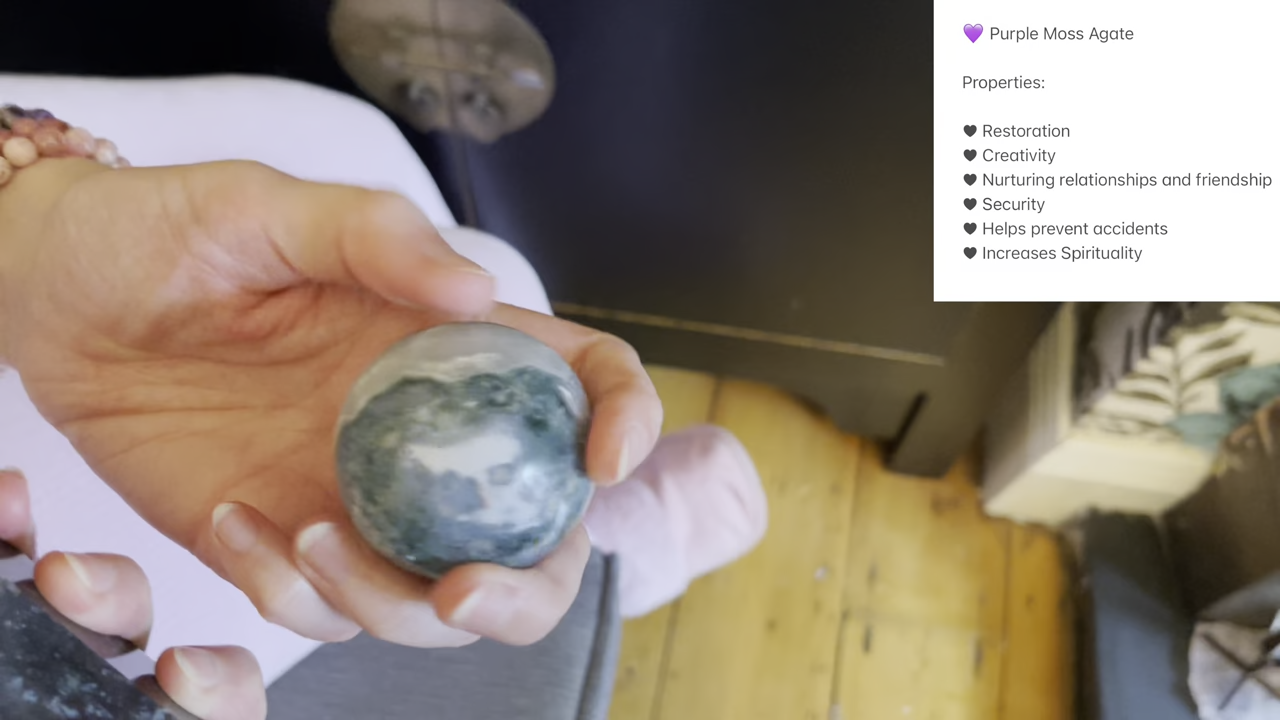 💜 Purple Moss Agate
Properties:
🖤 Restoration
🖤 Creativity
🖤 Nurturing relationships and friendship
🖤 Security
🖤 Helps prevent accidents
🖤 Increases Spirituality